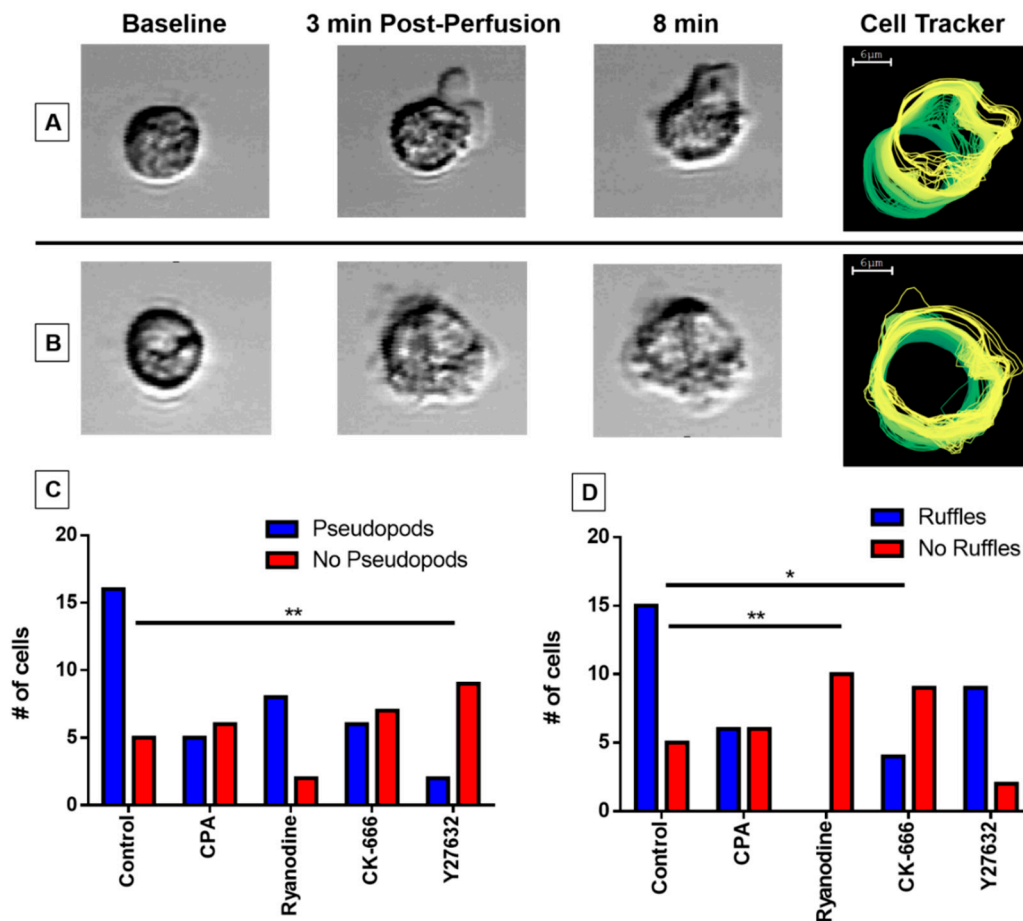 Baseline 3 min Post-Perfusion 8 min Cell Tracker
A
6µm
B
6µm
C
Pseudopods
No Pseudopods
20
15
10
5
0
# of cells
**
Control
CPA
Ryanodine
CK-666
Y27632
D
Ruffles
No Ruffles
20
15
10
5
0
# of cells
*
**
Control
CPA
Ryanodine
CK-666
Y27632